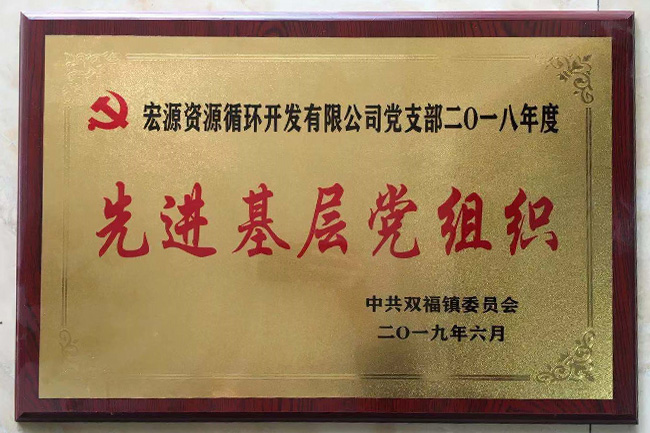 宏源资源循环开发有限公司党支部二〇一八年度
先进基层党组织
中共双福镇委员会
二〇一九年六月